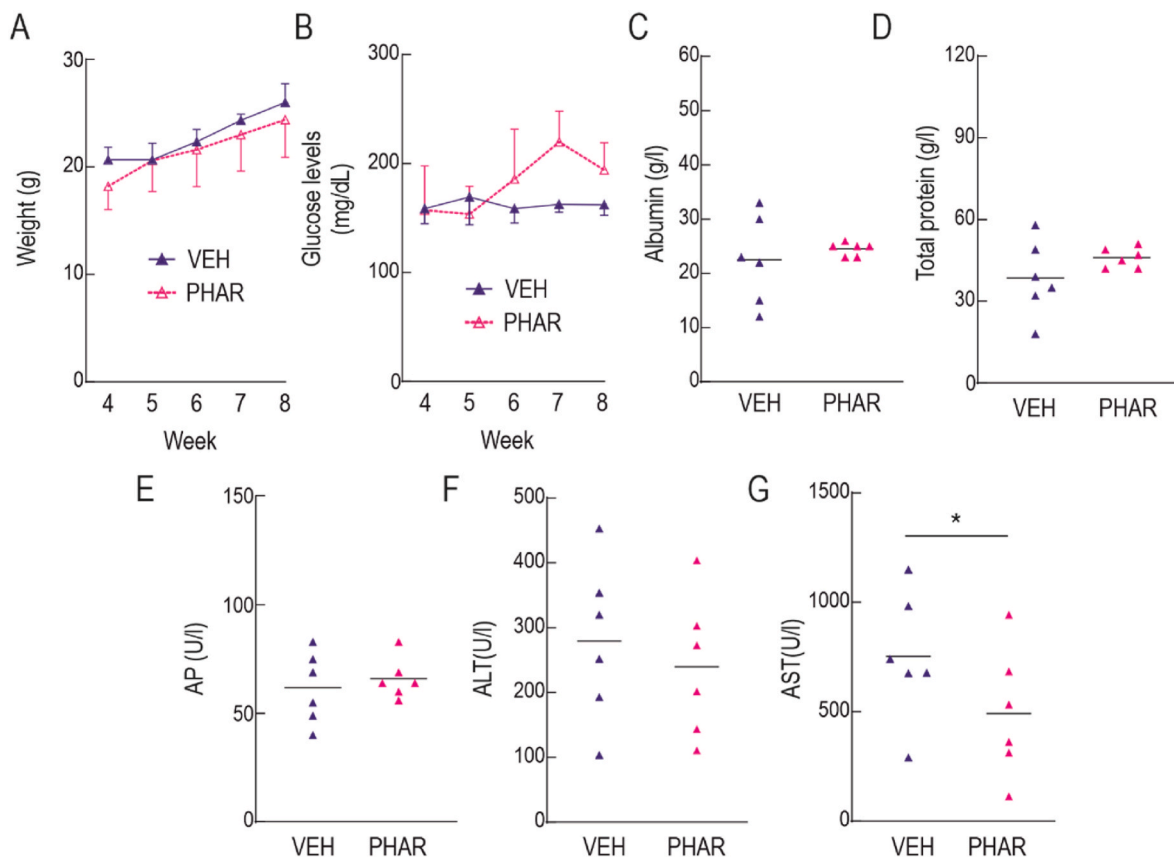 A
30
20
10
0
Weight (g)
VEH
PHAR
4 5 6 7 8
Week
B
300
200
100
0
Glucose levels
(mg/dL)
VEH
PHAR
4 5 6 7 8
Week
C
60
50
40
30
20
10
0
Albumin (g/l)
VEH PHAR
D
120
90
60
30
0
Total protein (g/l)
VEH PHAR
E
150
100
50
0
AP (U/l)
VEH PHAR
F
500
400
300
200
100
0
ALT(U/l)
VEH PHAR
G
1500
1000
500
0
AST(U/l)
*
VEH PHAR